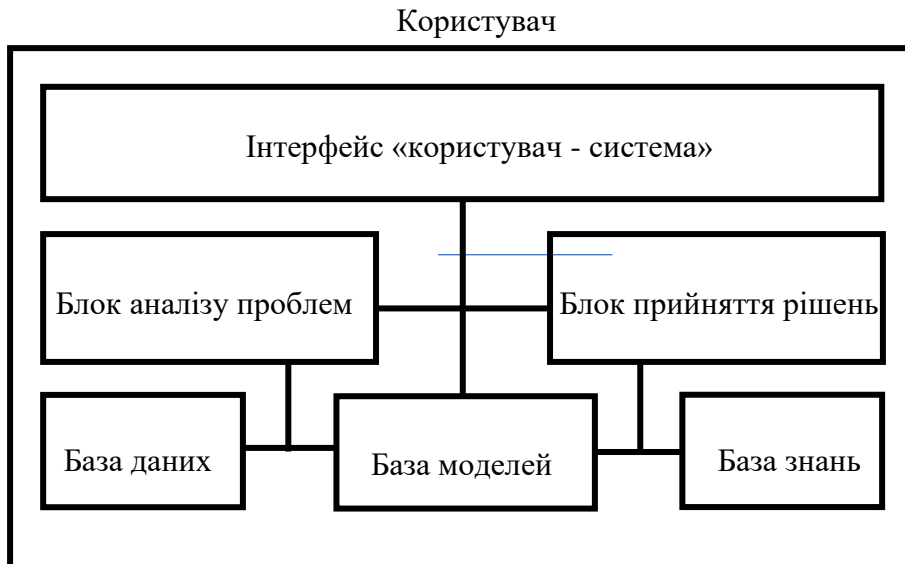 Користувач
Інтерфейс «користувач - система»
Блок аналізу проблем
Блок прийняття рішень
База даних
База моделей
База знань